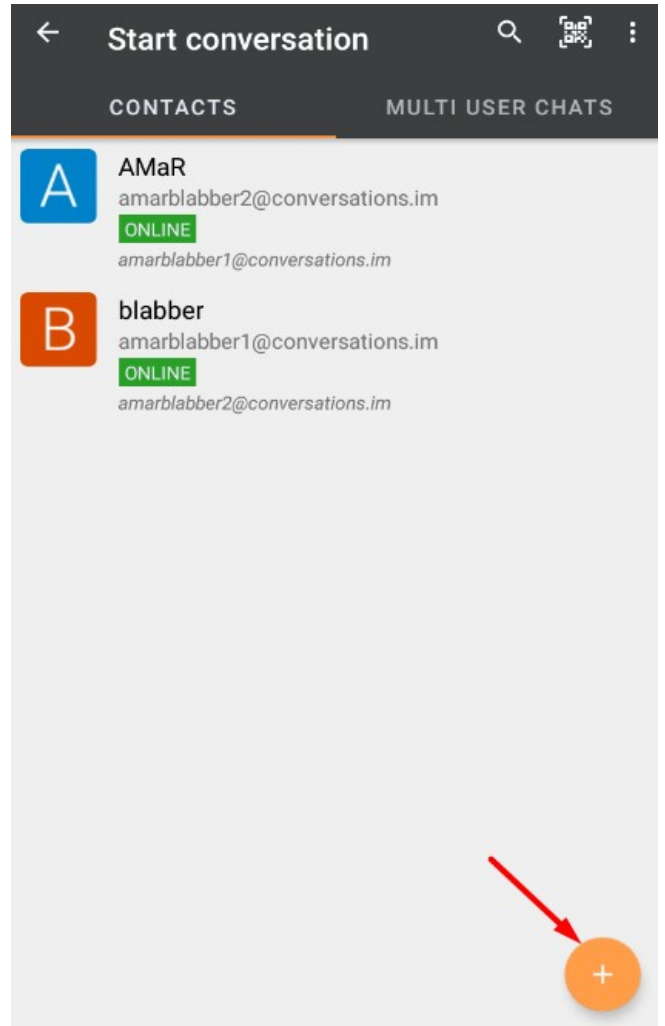 Start conversation
CONTACTS MULTI USER CHATS
A
AMaR
amarblabber2@conversations.im
ONLINE
amarblabber1@conversations.im
B
blabber
amarblabber1@conversations.im
ONLINE
amarblabber2@conversations.im
+